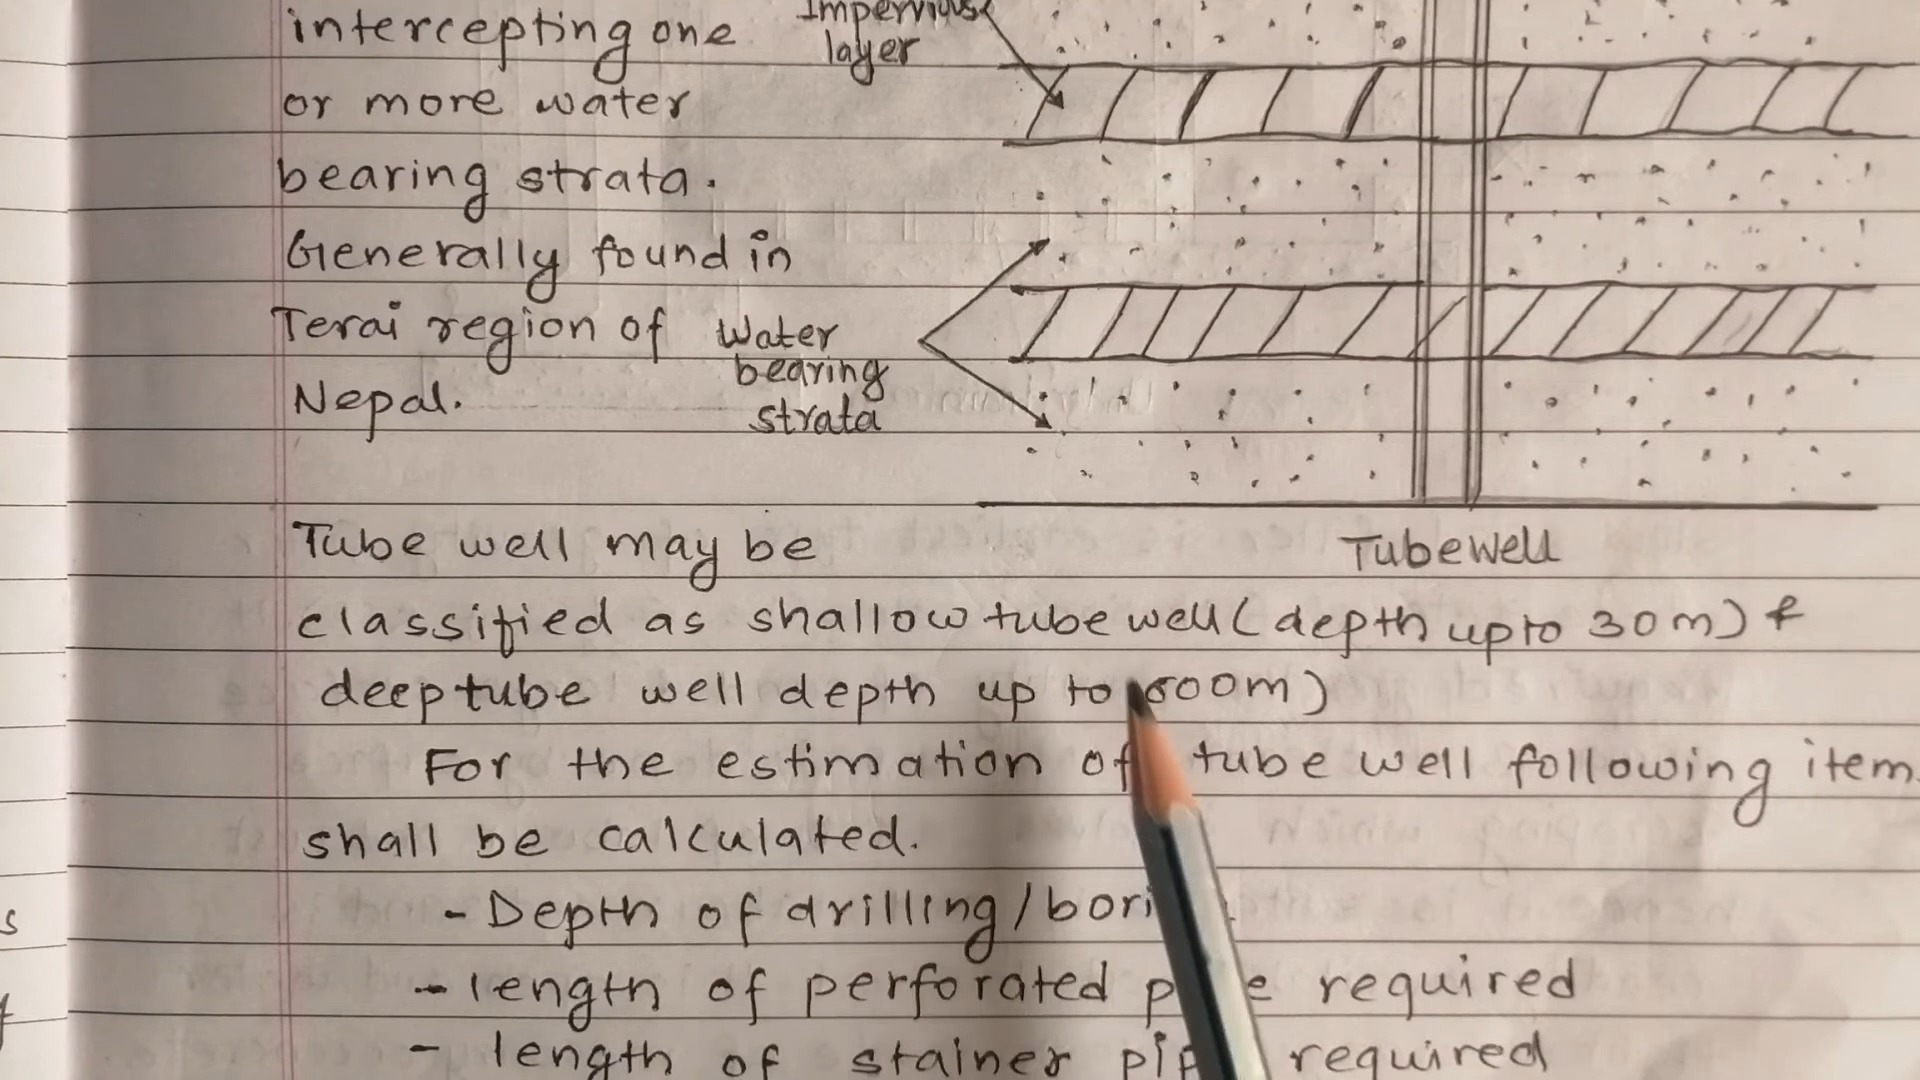 intercepting one
or more water
bearing strata.
Generally found in
Terai region of
Nepal.
Impervious
layer
Water
bearing
strata
Tubewell
Tube well may be
classified as shallow tube well (depth upto 30m) &
deep tube well depth up to
For the estimation of tube well following item
shall be calculated.
- Depth of drilling/
- length of perforated required
- length of stainer required
s